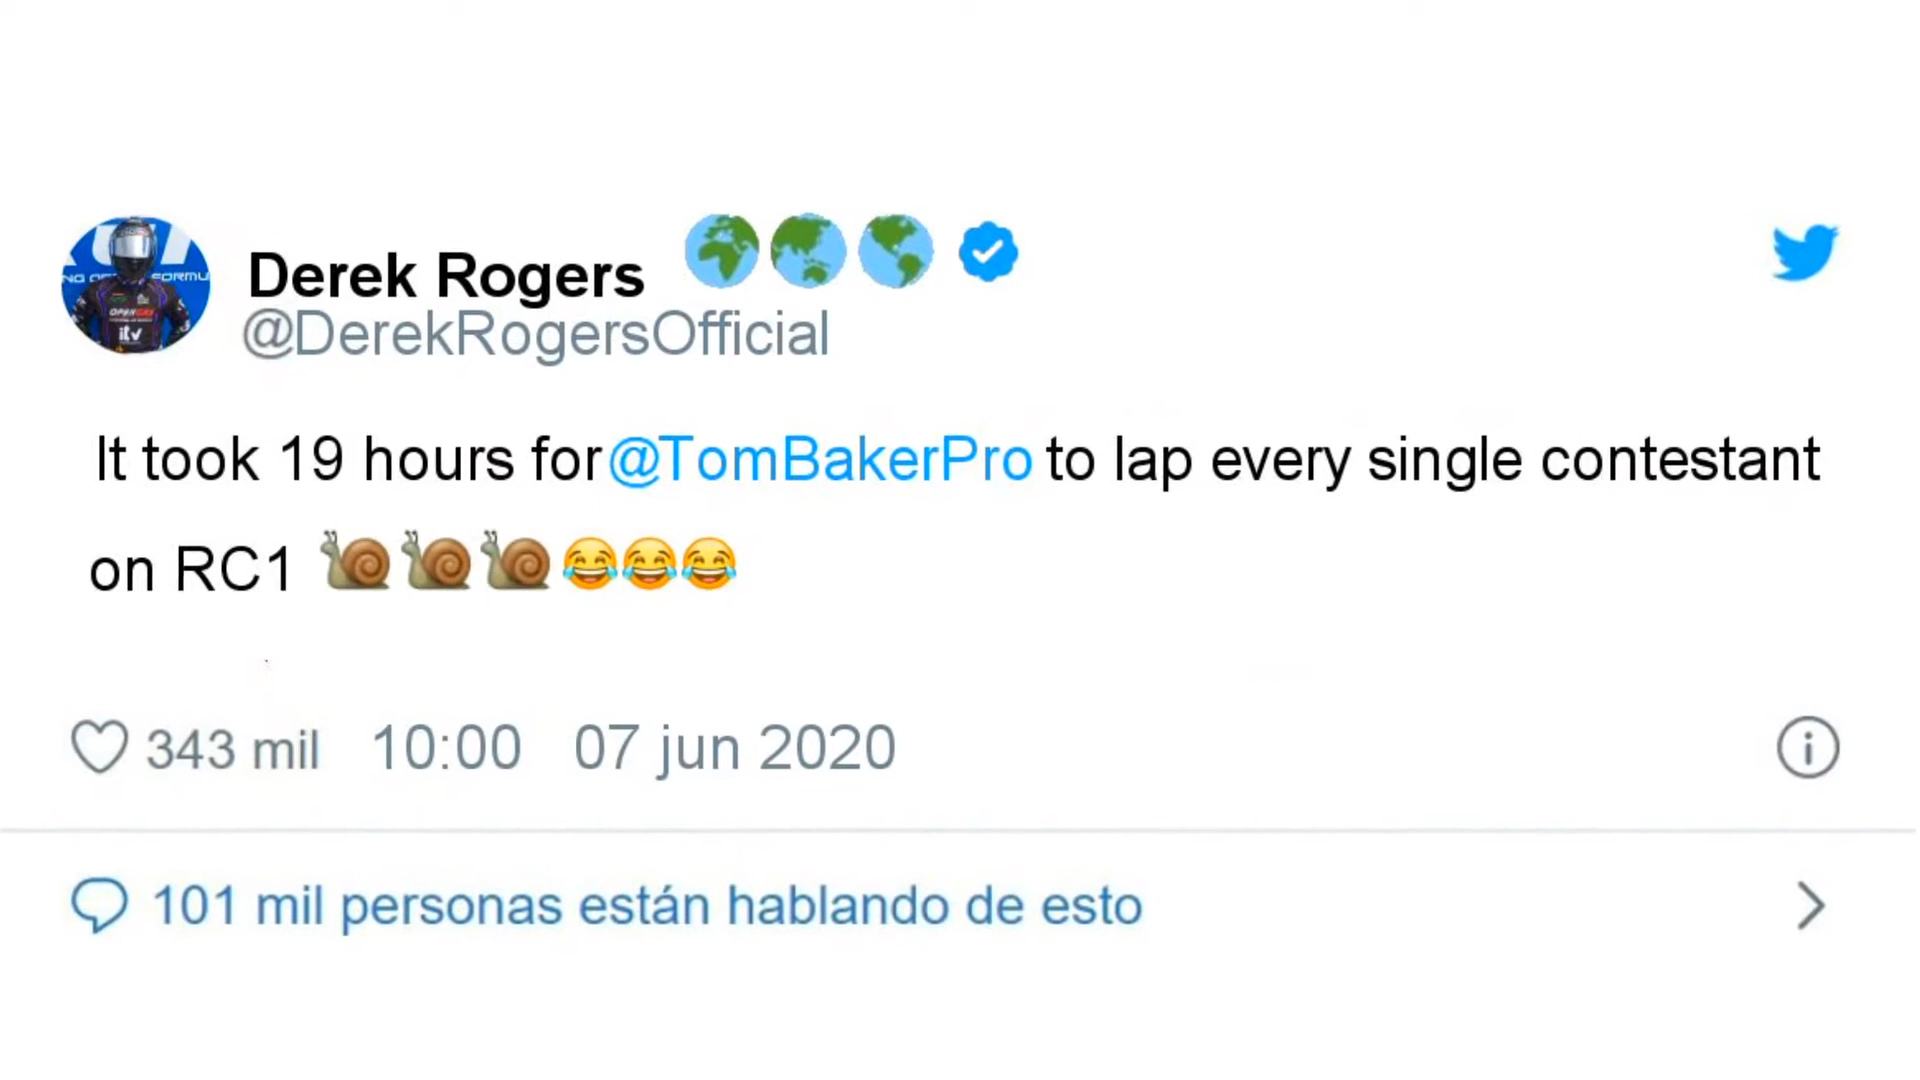 Derek Rogers 🌍🌏🌎
@DerekRogersOfficial
It took 19 hours for @TomBakerPro to lap every single contestant
on RC1 🐌🐌🐌😂😂😂
343 mil 10:00 07 jun 2020
101 mil personas están hablando de esto
itv